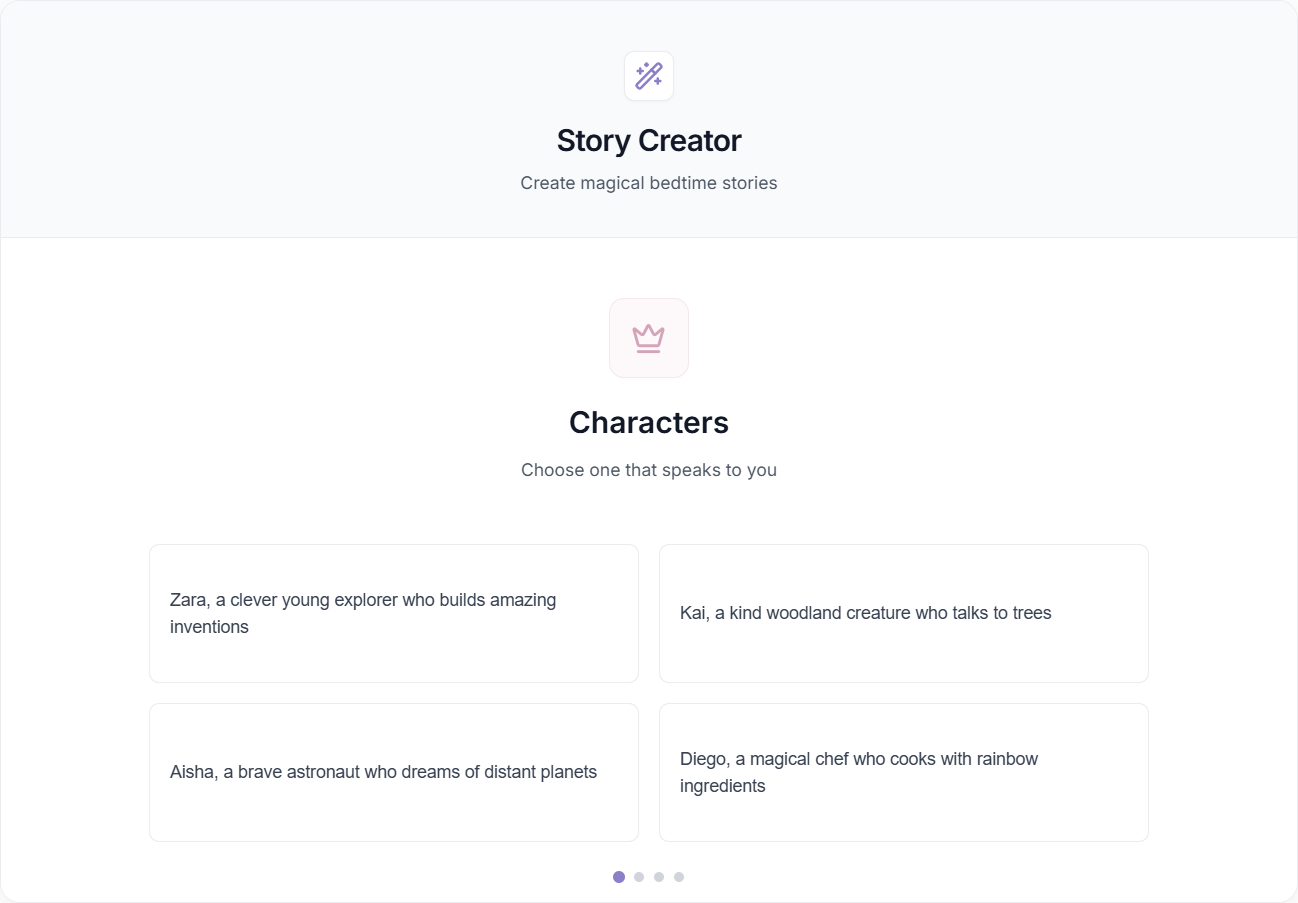 Story Creator
Create magical bedtime stories
Characters
Choose one that speaks to you
Zara, a clever young explorer who builds amazing
inventions
Kai, a kind woodland creature who talks to trees
Aisha, a brave astronaut who dreams of distant planets
Diego, a magical chef who cooks with rainbow
ingredients